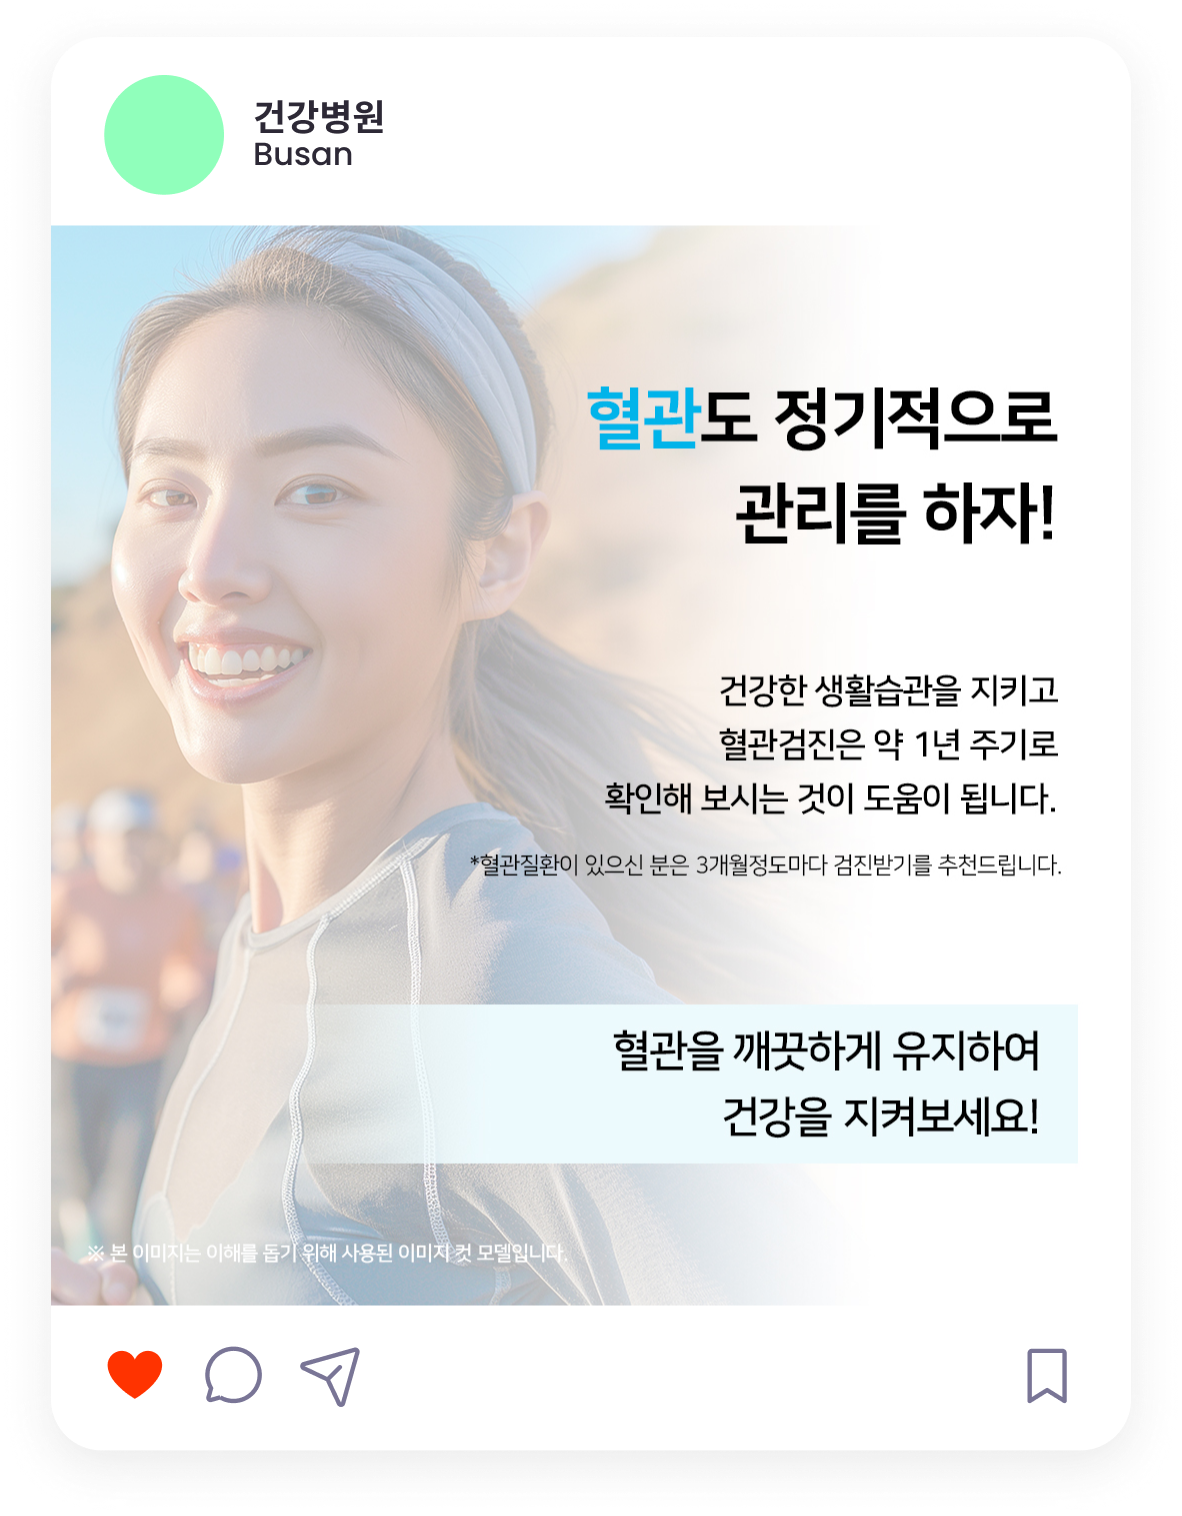 건강병원
Busan
혈관도 정기적으로
관리를 하자!
건강한 생활습관을 지키고
혈관검진은 약 1년 주기로
확인해 보시는 것이 도움이 됩니다.
*혈관질환이 있으신 분은 3개월정도마다 검진받기를 추천드립니다.
혈관을 깨끗하게 유지하여
건강을 지켜보세요!
※ 본 이미지는 이해를 돕기 위해 사용된 이미지 컷 모델입니다.